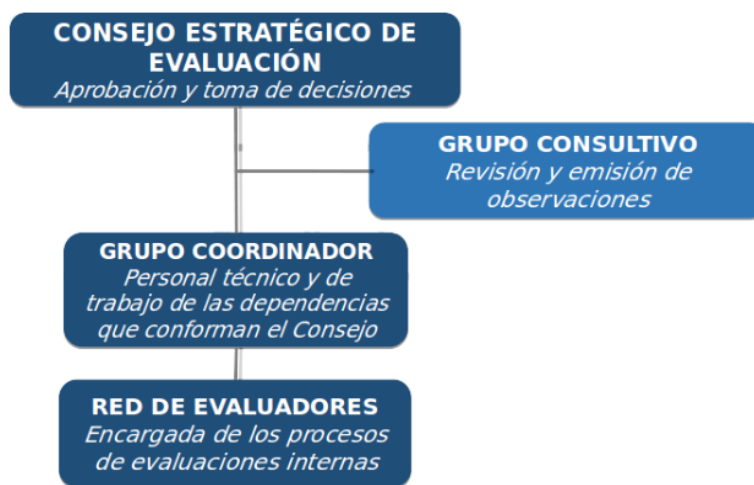 CONSEJO ESTRATÉGICO DE
EVALUACIÓN
Aprobación y toma de decisiones
GRUPO CONSULTIVO
Revisión y emisión de
observaciones
GRUPO COORDINADOR
Personal técnico y de
trabajo de las dependencias
que conforman el Consejo
RED DE EVALUADORES
Encargada de los procesos
de evaluaciones internas